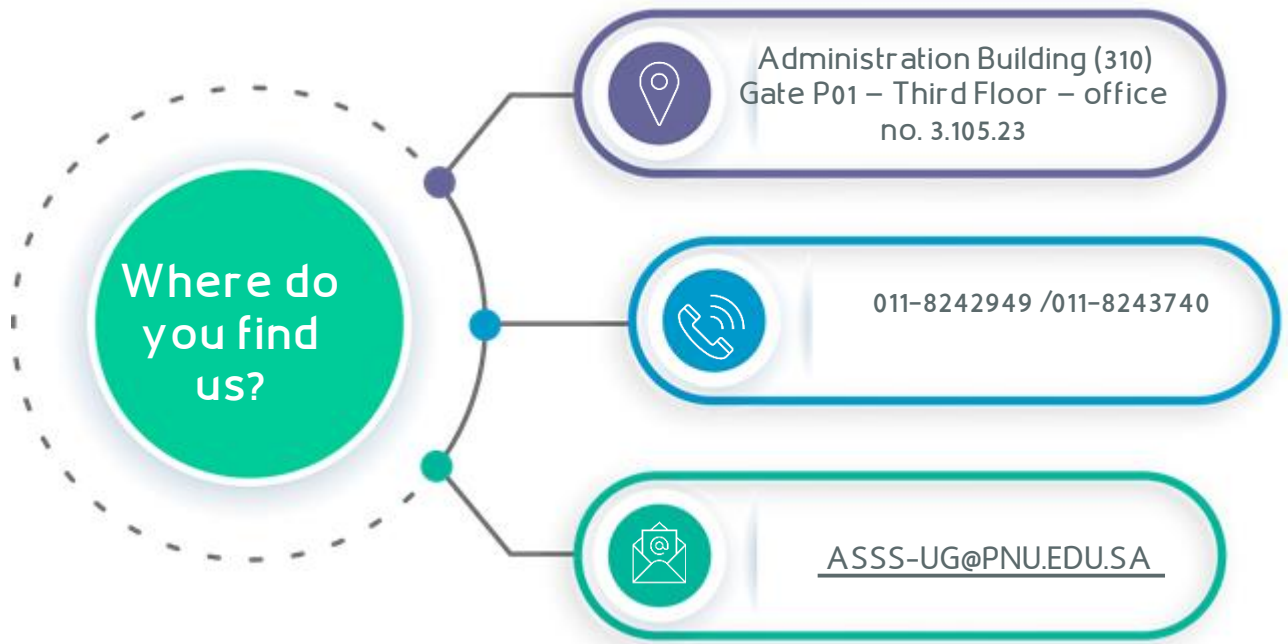 Where do
you find
us?
Administration Building (310)
Gate P01 – Third Floor – office
no. 3.105.23
011-8242949 /011-8243740
@
ASSS-UG@PNU.EDU.SA